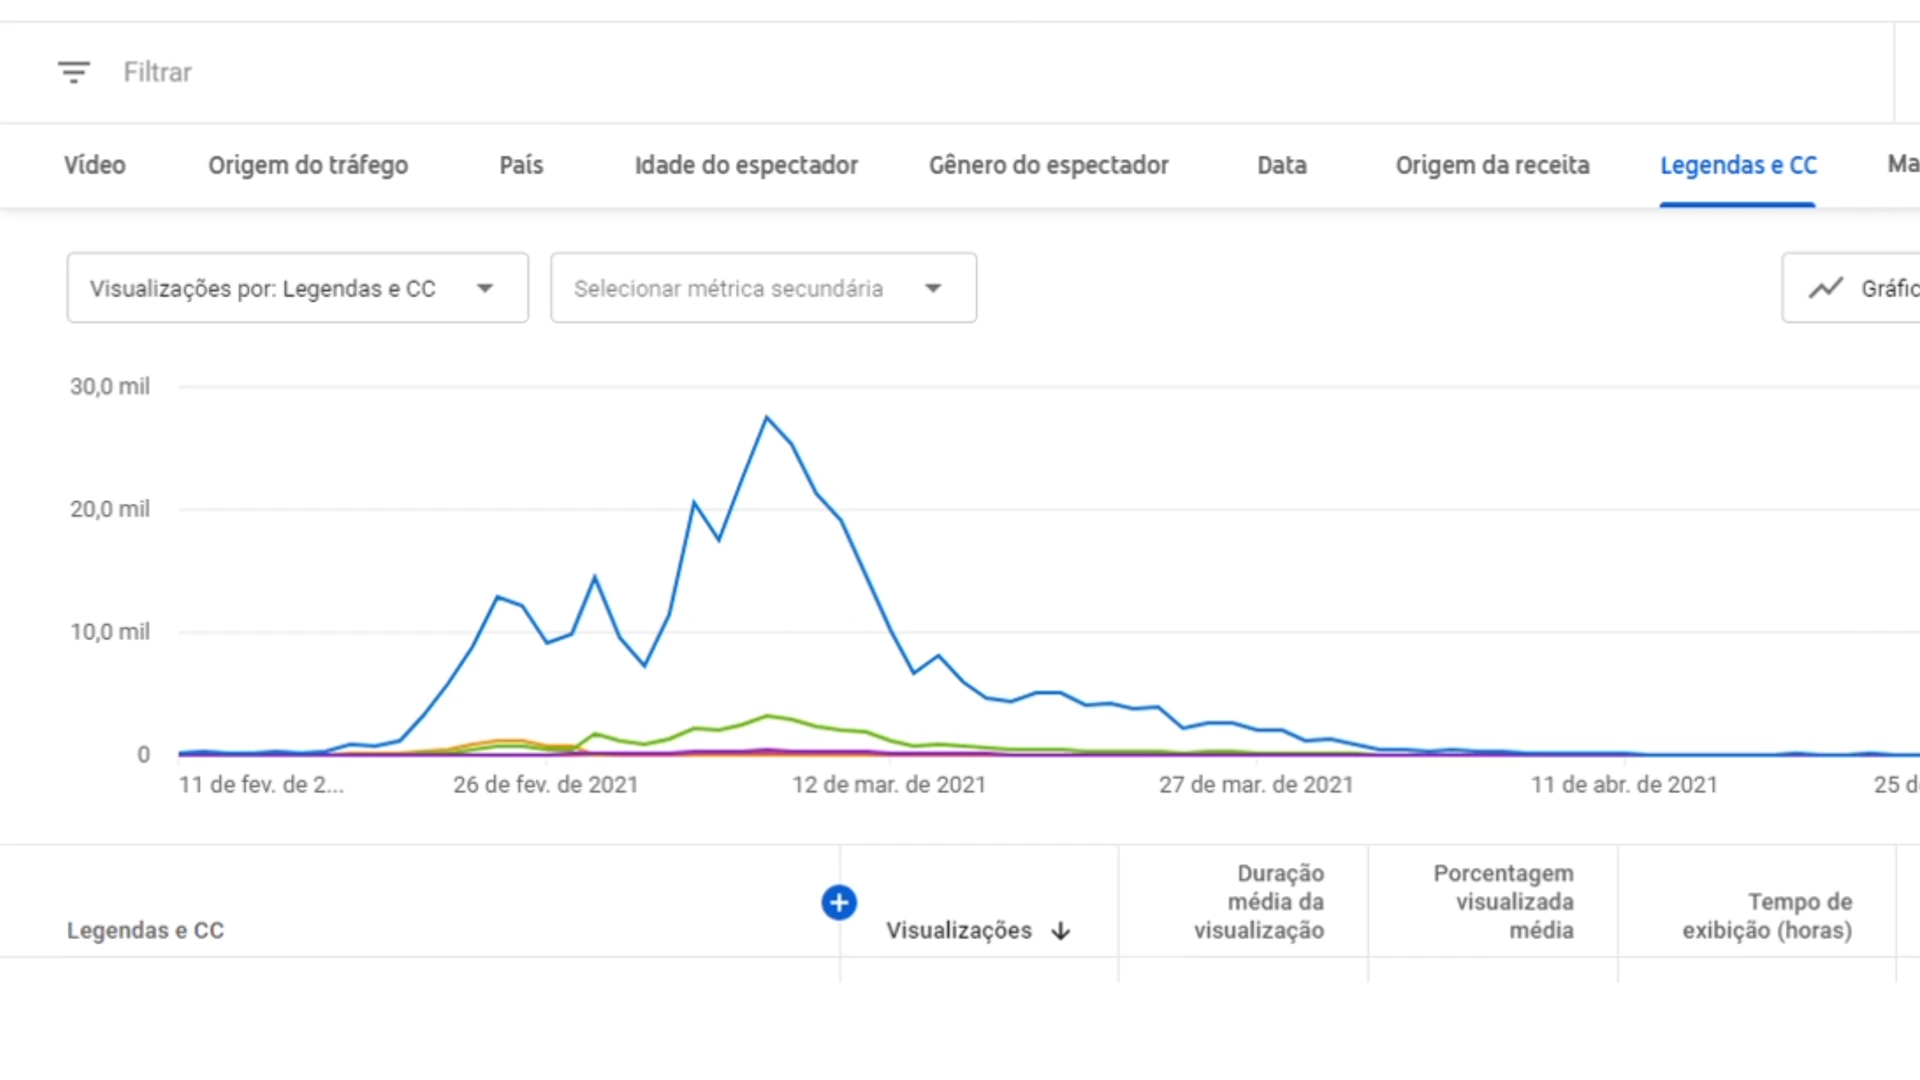 Filtrar
Vídeo Origem do tráfego País Idade do espectador Gênero do espectador Data Origem da receita Legendas e CC Ma
Visualizações por: Legendas e CC Selecionar métrica secundária Gráfic
30,0 mil
20,0 mil
10,0 mil
0
11 de fev. de 2... 26 de fev. de 2021 12 de mar. de 2021 27 de mar. de 2021 11 de abr. de 2021 25 d
Legendas e CC
Visualizações
Duração
média da
visualização
Porcentagem
visualizada
média
Tempo de
exibição (horas)